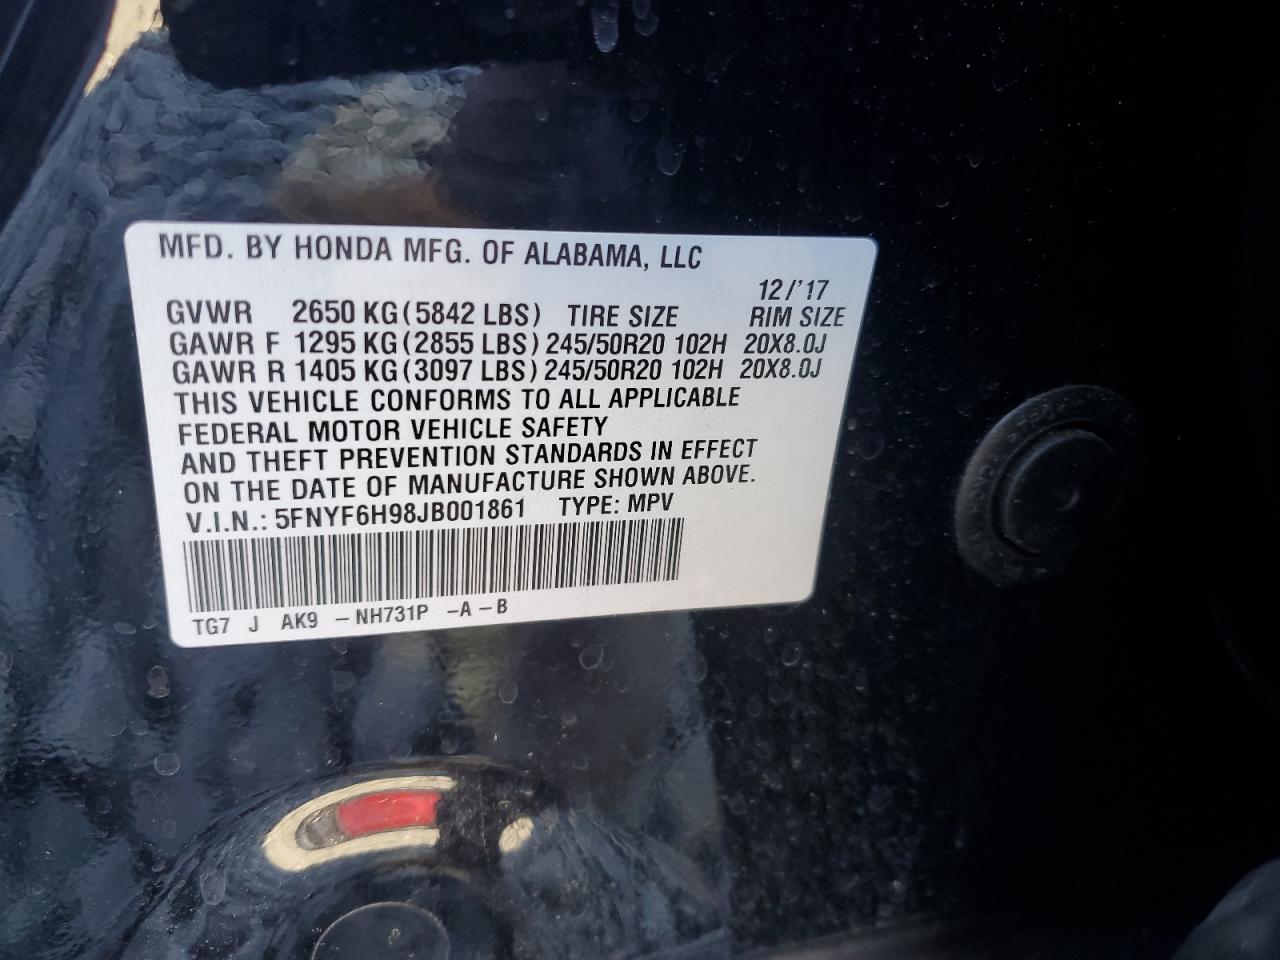 MFD. BY HONDA MFG. OF ALABAMA, LLC
12/'17
GVWR 2650 KG (5842 LBS) TIRE SIZE RIM SIZE
GAWR F 1295 KG (2855 LBS) 245/50R20 102H 20X8.0J
GAWR R 1405 KG (3097 LBS) 245/50R20 102H 20X8.0J
THIS VEHICLE CONFORMS TO ALL APPLICABLE
FEDERAL MOTOR VEHICLE SAFETY
AND THEFT PREVENTION STANDARDS IN EFFECT
ON THE DATE OF MANUFACTURE SHOWN ABOVE.
V.I.N.: 5FNYF6H98JB001861 TYPE: MPV
TG7 J AK9 - NH731P - A - B